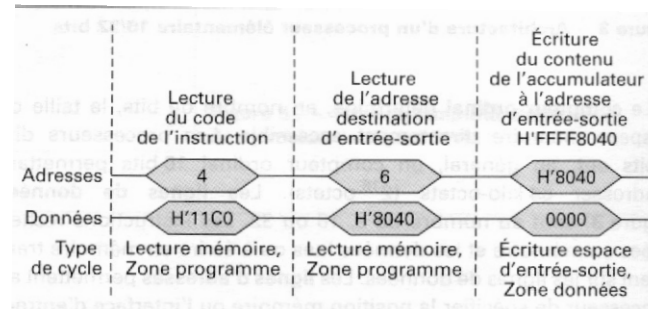 Écriture
du contenu
de l'accumulateur
à l'adresse
d'entrée-sortie
H'FFFF8040
Lecture
du code
de l'instruction
Lecture
de l'adresse
destination
d'entrée-sortie
Adresses 4 6 H'8040
Données H'11C0 H'8040 0000
Type
de cycle
Lecture mémoire,
Zone programme
Lecture mémoire,
Zone programme
Écriture espace
d'entrée-sortie,
Zone données